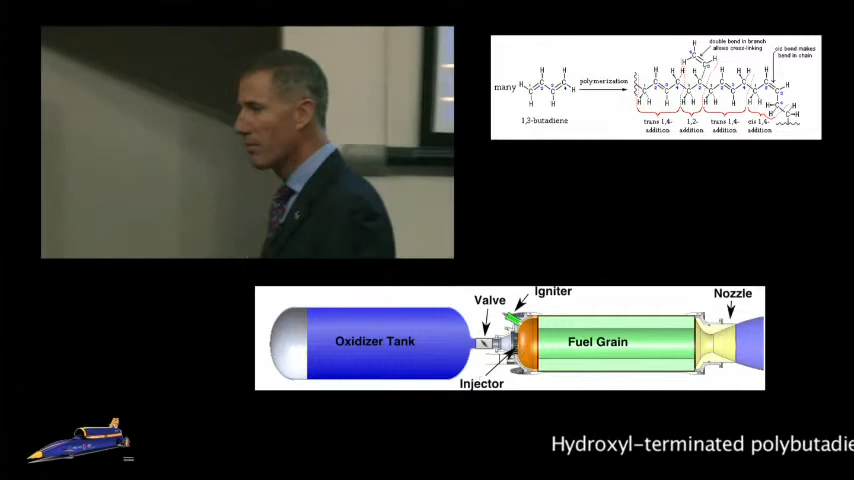 double bond in branch
allows cross-linking
cis bond makes
bend in chain
many
polymerization
1,3-butadiene
trans 1,4-
addition
1,2-
addition
trans 1,4-
addition
cis 1,4-
addition
Igniter
Valve
Nozzle
Oxidizer Tank
Fuel Grain
Injector
Hydroxyl-terminated polybutadie